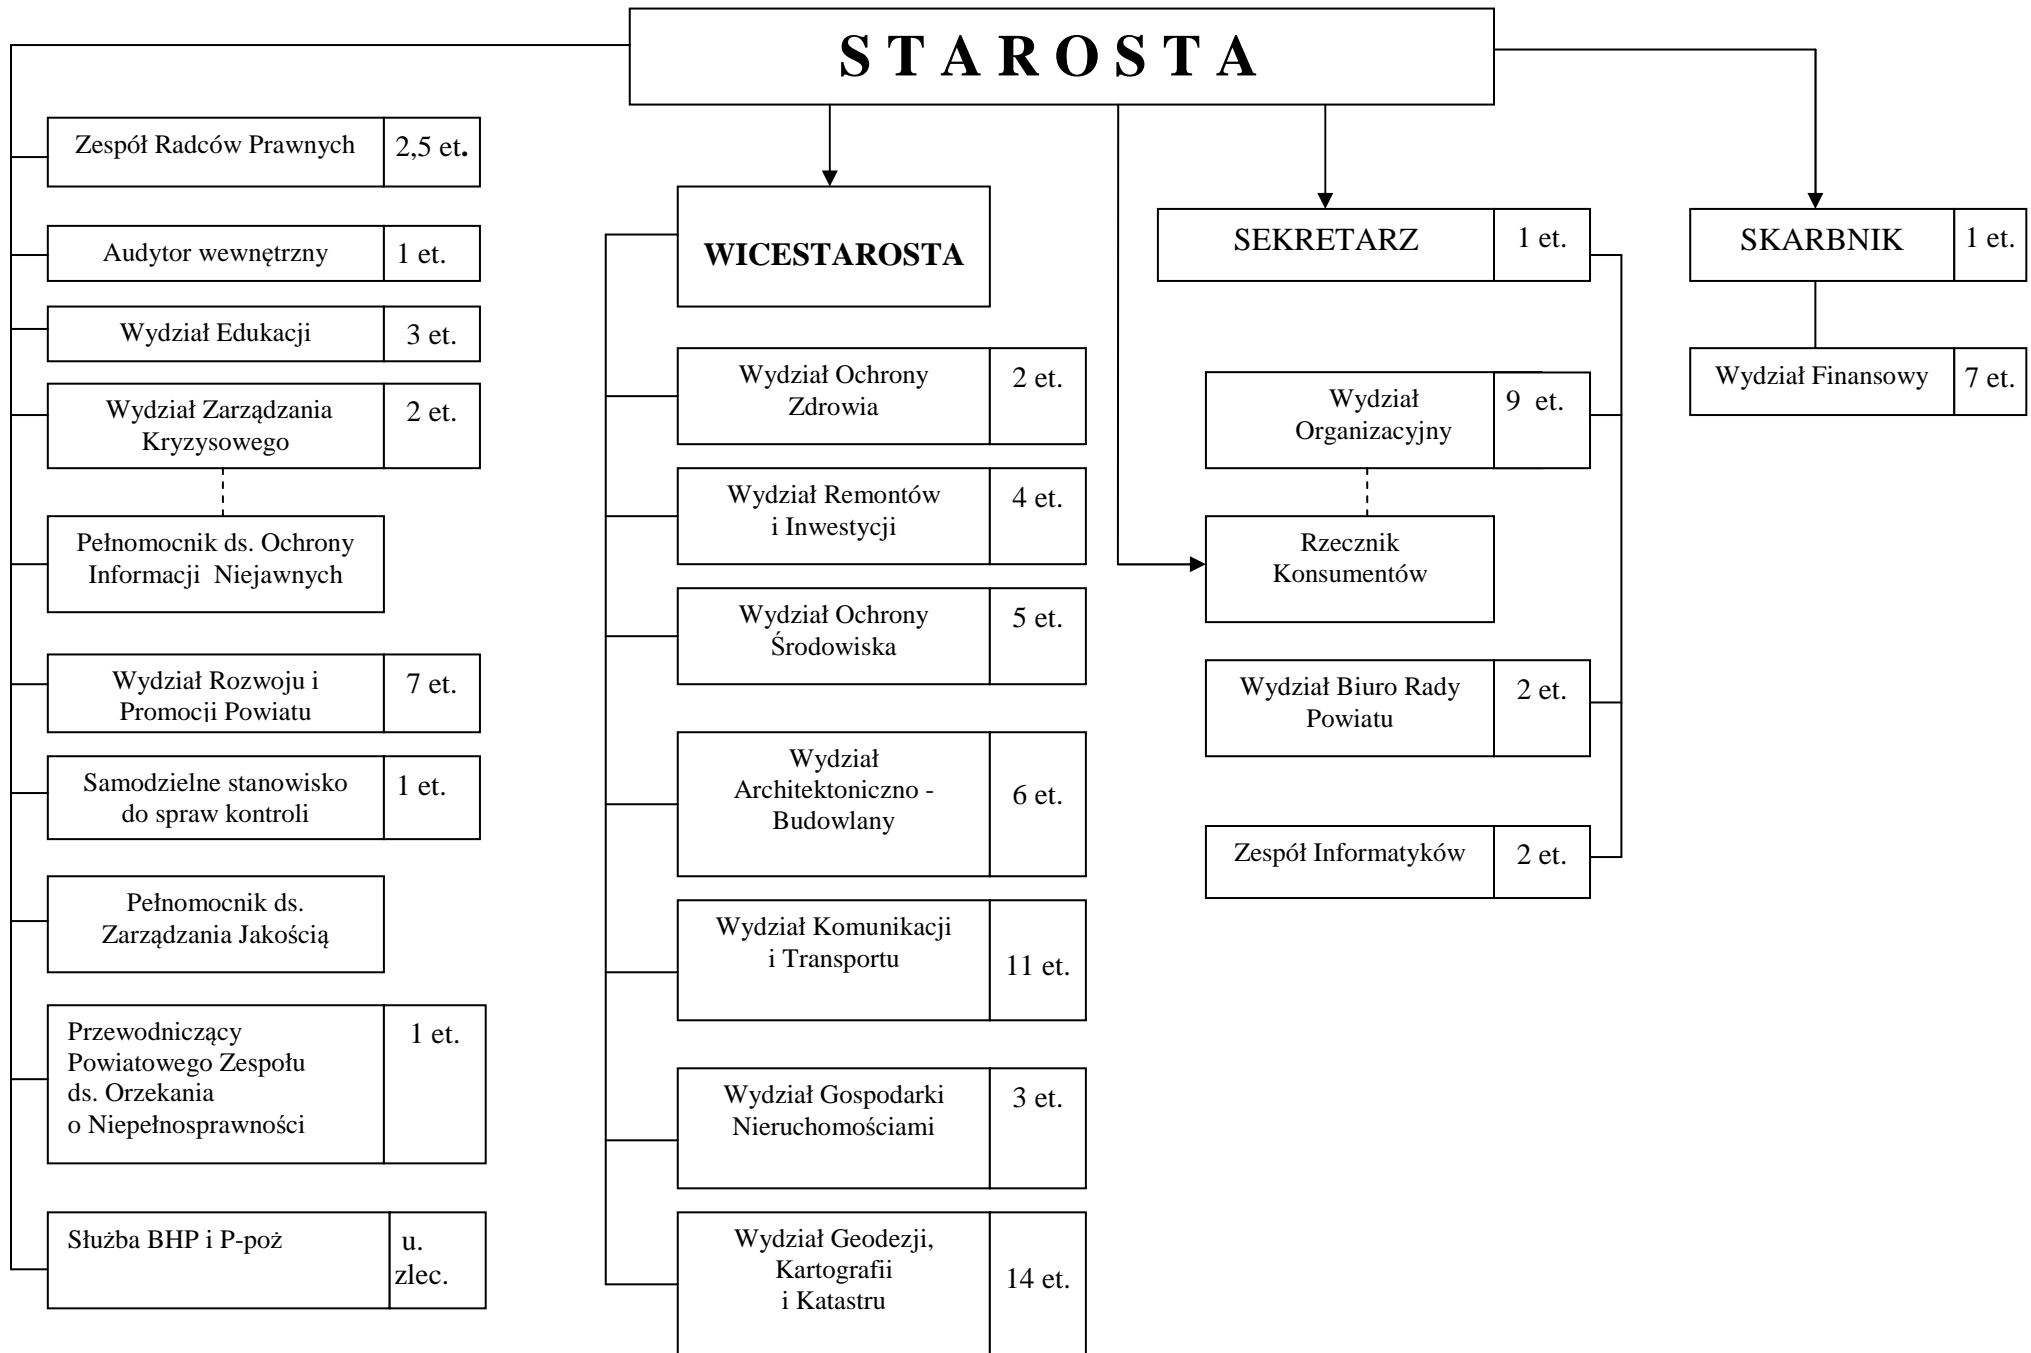 S T A R O S T A
Zespół Radców Prawnych
2,5 et.
Audytor wewnętrzny
1 et.
Wydział Edukacji
3 et.
Wydział Zarządzania
Kryzysowego
2 et.
Pełnomocnik ds. Ochrony
Informacji Niejawnych
Wydział Rozwoju i
Promocji Powiatu
7 et.
Samodzielne stanowisko
do spraw kontroli
1 et.
Pełnomocnik ds.
Zarządzania Jakością
Przewodniczący
Powiatowego Zespołu
ds. Orzekania
o Niepełnosprawności
1 et.
Służba BHP i P-poż
u.
zlec.
WICESTAROSTA
Wydział Ochrony
Zdrowia
2 et.
Wydział Remontów
i Inwestycji
4 et.
Wydział Ochrony
Środowiska
5 et.
Wydział
Architektoniczno -
Budowlany
6 et.
Wydział Komunikacji
i Transportu
11 et.
Wydział Gospodarki
Nieruchomościami
3 et.
Wydział Geodezji,
Kartografii
i Katastru
14 et.
SEKRETARZ
1 et.
Wydział
Organizacyjny
9 et.
Rzecznik
Konsumentów
Wydział Biuro Rady
Powiatu
2 et.
Zespół Informatyków
2 et.
SKARBNIK
1 et.
Wydział Finansowy
7 et.